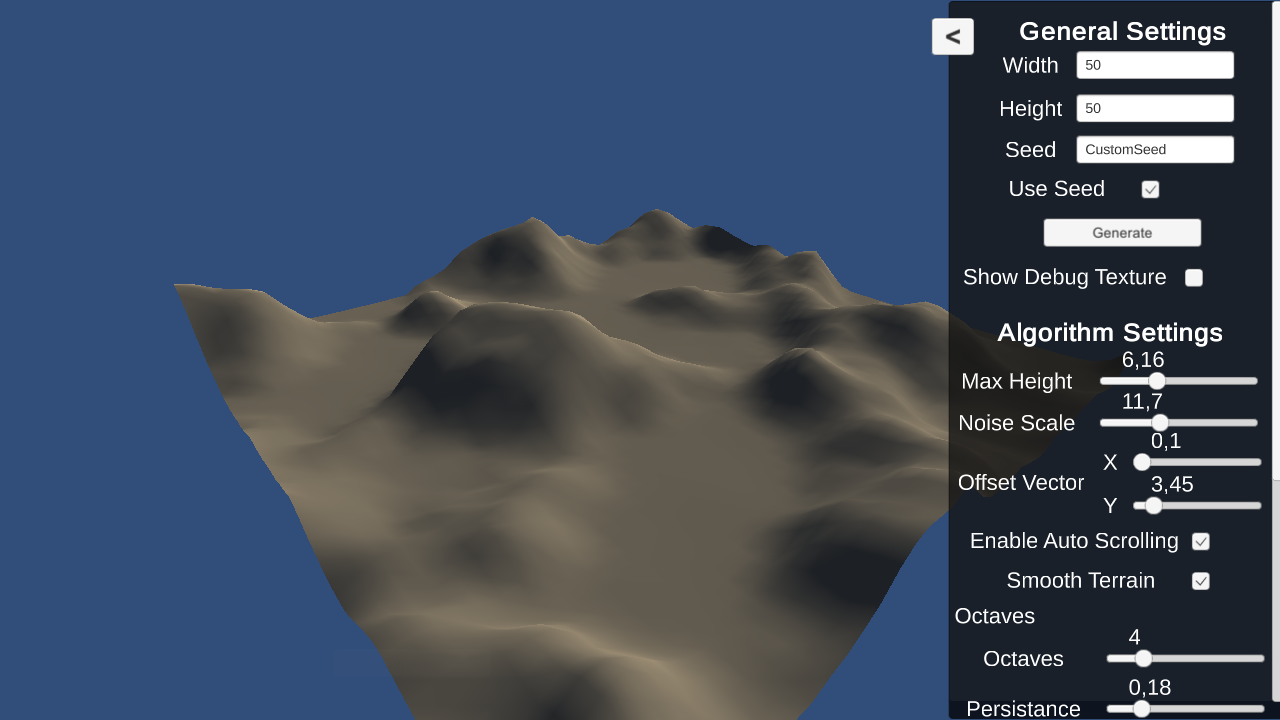 <
General Settings
Width 50
Height 50
Seed CustomSeed
Use Seed
Generate
Show Debug Texture
Algorithm Settings
6,16
Max Height
11,7
Noise Scale
0,1
X
Offset Vector
3,45
Y
Enable Auto Scrolling
Smooth Terrain
Octaves
4
Octaves
0,18
Persistance